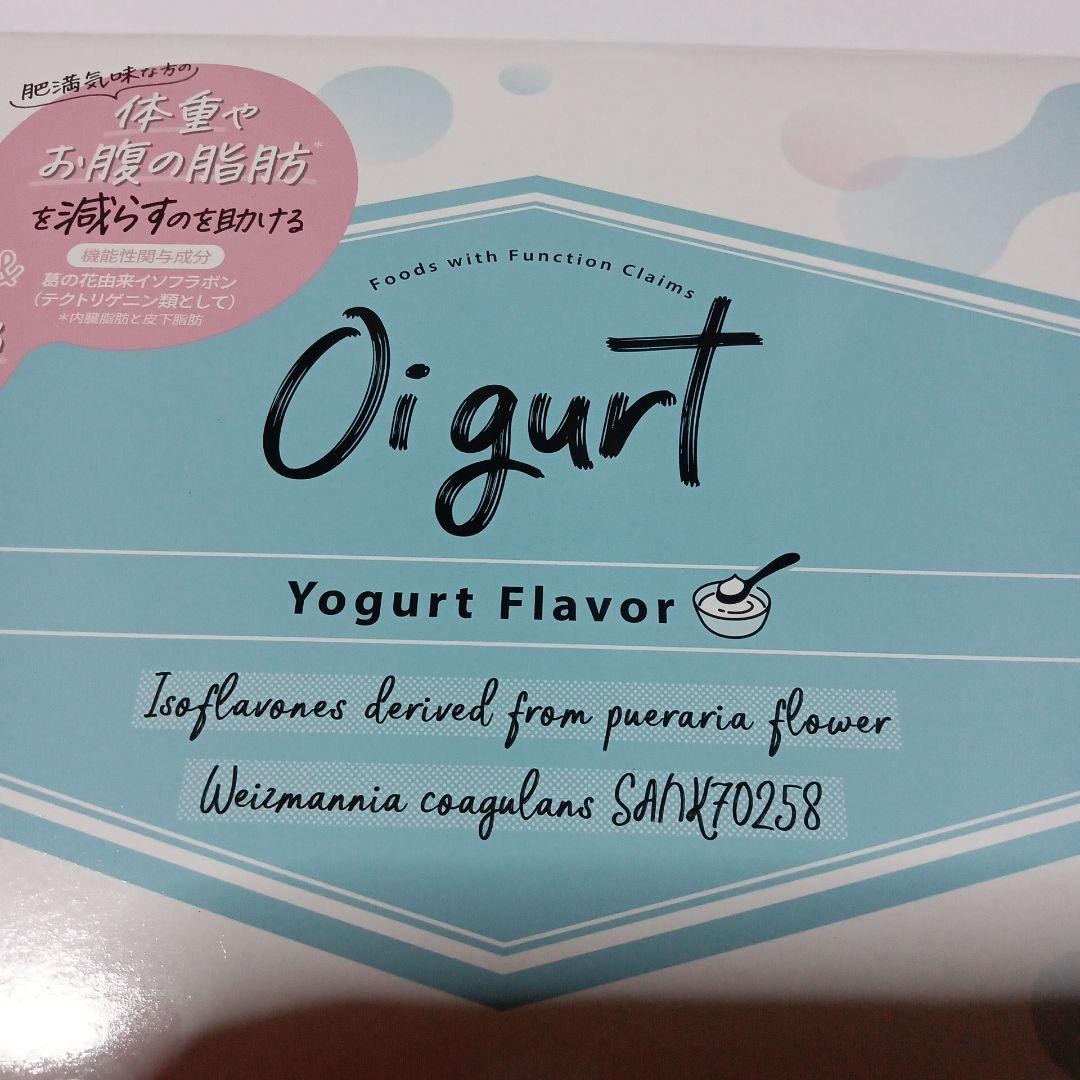 肥満気味な方の
体重や
お腹の脂肪*
を減らすのを助ける
機能性関与成分
&
葛の花由来イソフラボン
(テクトリゲニン類として)
*内臓脂肪と皮下脂肪
Foods with Function Claims
Oigurt
Yogurt Flavor
Isoflavones derived from pueraria flower
Weizmannia coagulans SANK70258